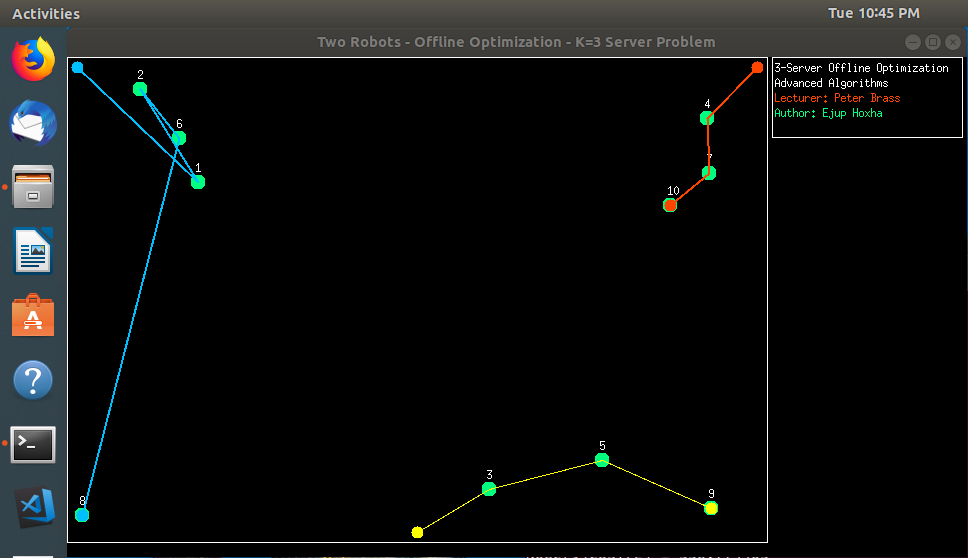 Activities
Tue 10:45 PM
Two Robots - Offline Optimization - K=3 Server Problem
3-Server Offline Optimization
Advanced Algorithms
Lecturer: Peter Brass
Author: Ejup Hoxha
2
6
1
4
7
10
8
3
5
9